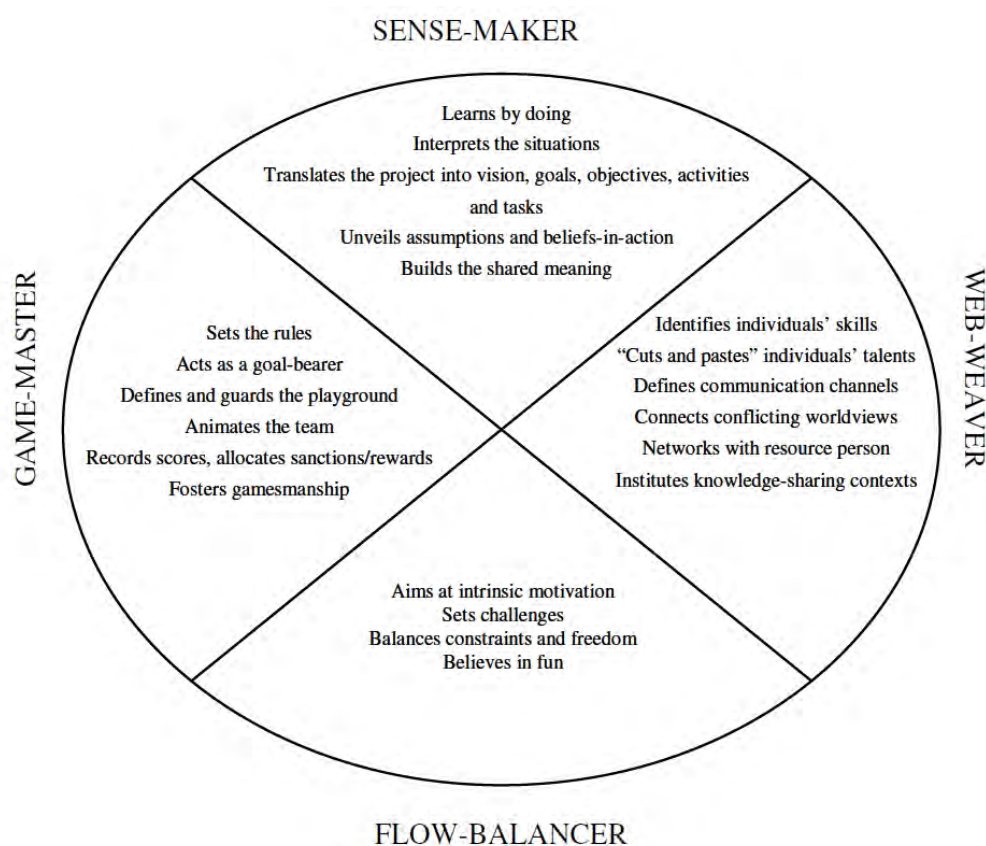 SENSE-MAKER
Learns by doing
Interprets the situations
Translates the project into vision, goals, objectives, activities
and tasks
Unveils assumptions and beliefs-in-action
Builds the shared meaning
GAME-MASTER
Sets the rules
Acts as a goal-bearer
Defines and guards the playground
Animates the team
Records scores, allocates sanctions/rewards
Fosters gamesmanship
Identifies individuals’ skills
“Cuts and pastes” individuals’ talents
Defines communication channels
Connects conflicting worldviews
Networks with resource person
Institutes knowledge-sharing contexts
WEB-WEAVER
Aims at intrinsic motivation
Sets challenges
Balances constraints and freedom
Believes in fun
FLOW-BALANCER